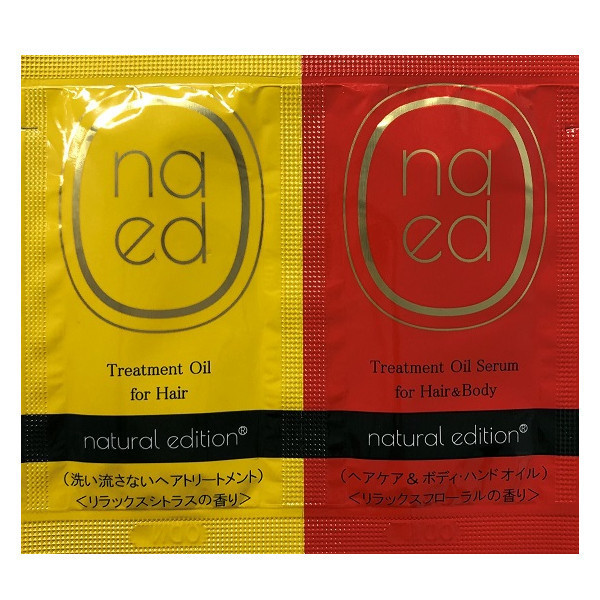 na
ed
Treatment Oil
for Hair
natural edition®
(洗い流さないヘアトリートメント)
<リラックスシトラスの香り>
na
ed
Treatment Oil Serum
for Hair&Body
natural edition®
(ヘアケア & ボディ・ハンドオイル)
<リラックスフローラルの香り>